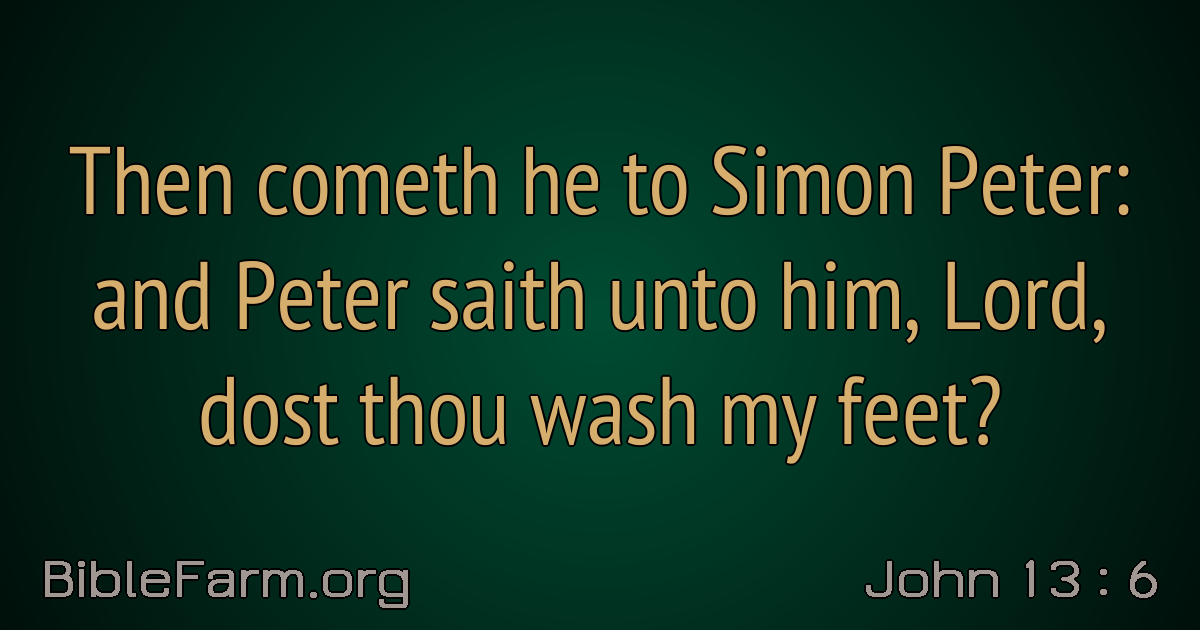 Then cometh he to Simon Peter:
and Peter saith unto him, Lord,
dost thou wash my feet?
BibleFarm.org
John 13 : 6